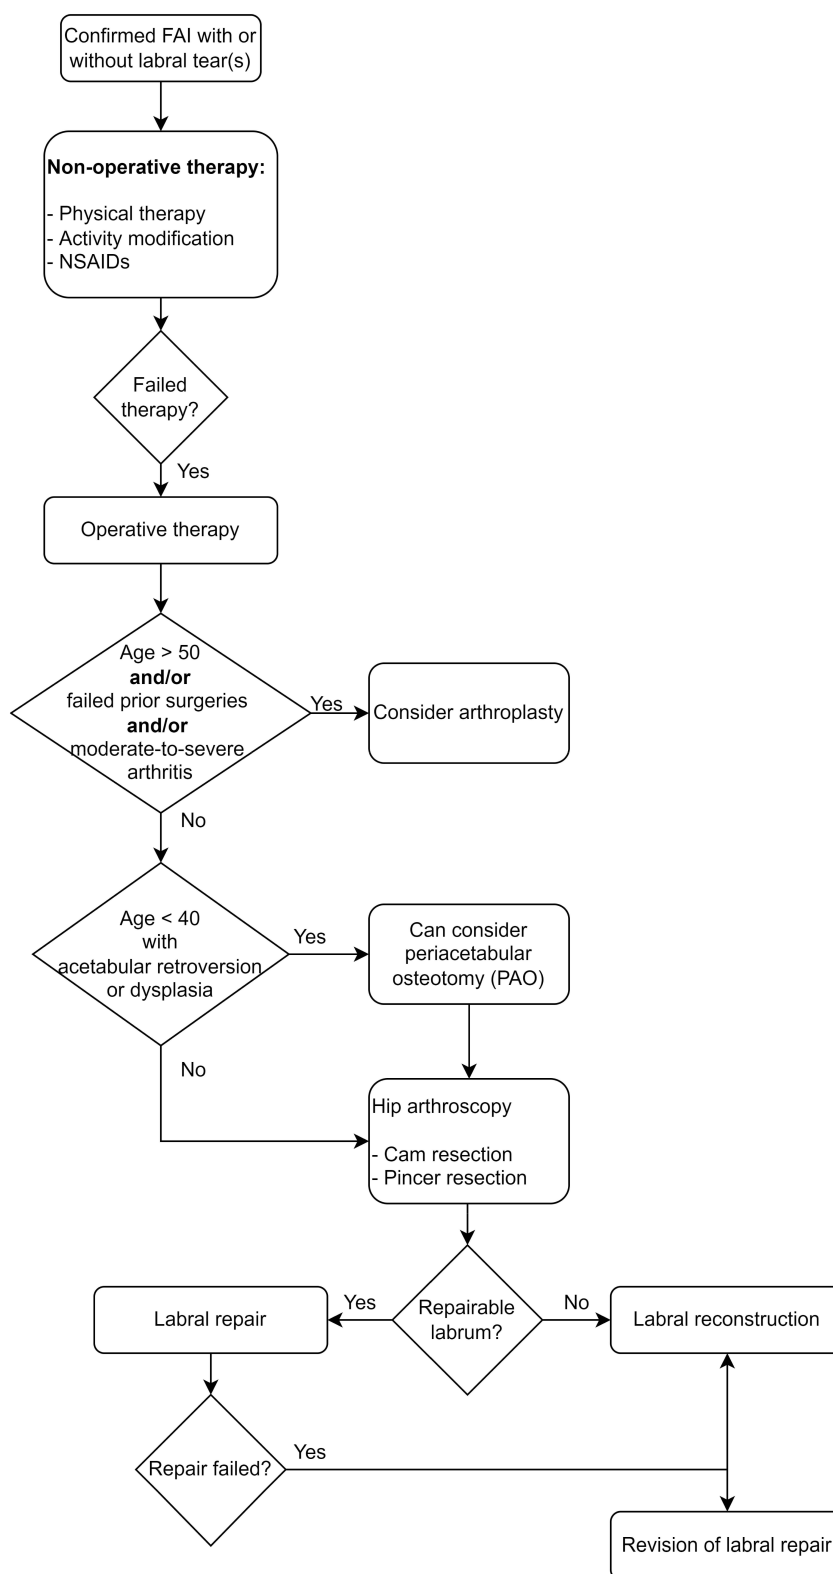 Confirmed FAI with or
without labral tear(s)
Non-operative therapy:
- Physical therapy
- Activity modification
- NSAIDs
Failed
therapy?
Yes
Operative therapy
Age > 50
and/or
failed prior surgeries
and/or
moderate-to-severe
arthritis
Yes
Consider arthroplasty
No
Age < 40
with
acetabular retroversion
or dysplasia
Yes
Can consider
periacetabular
osteotomy (PAO)
No
Hip arthroscopy
- Cam resection
- Pincer resection
Repairable
labrum?
Yes
Labral repair
No
Labral reconstruction
Repair failed?
Yes
Revision of labral repair